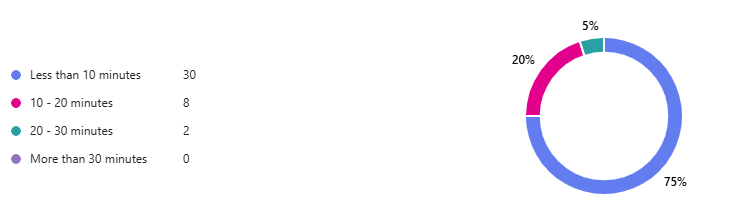 5%
20%
Less than 10 minutes 30
10 - 20 minutes 8
20 - 30 minutes 2
More than 30 minutes 0
75%